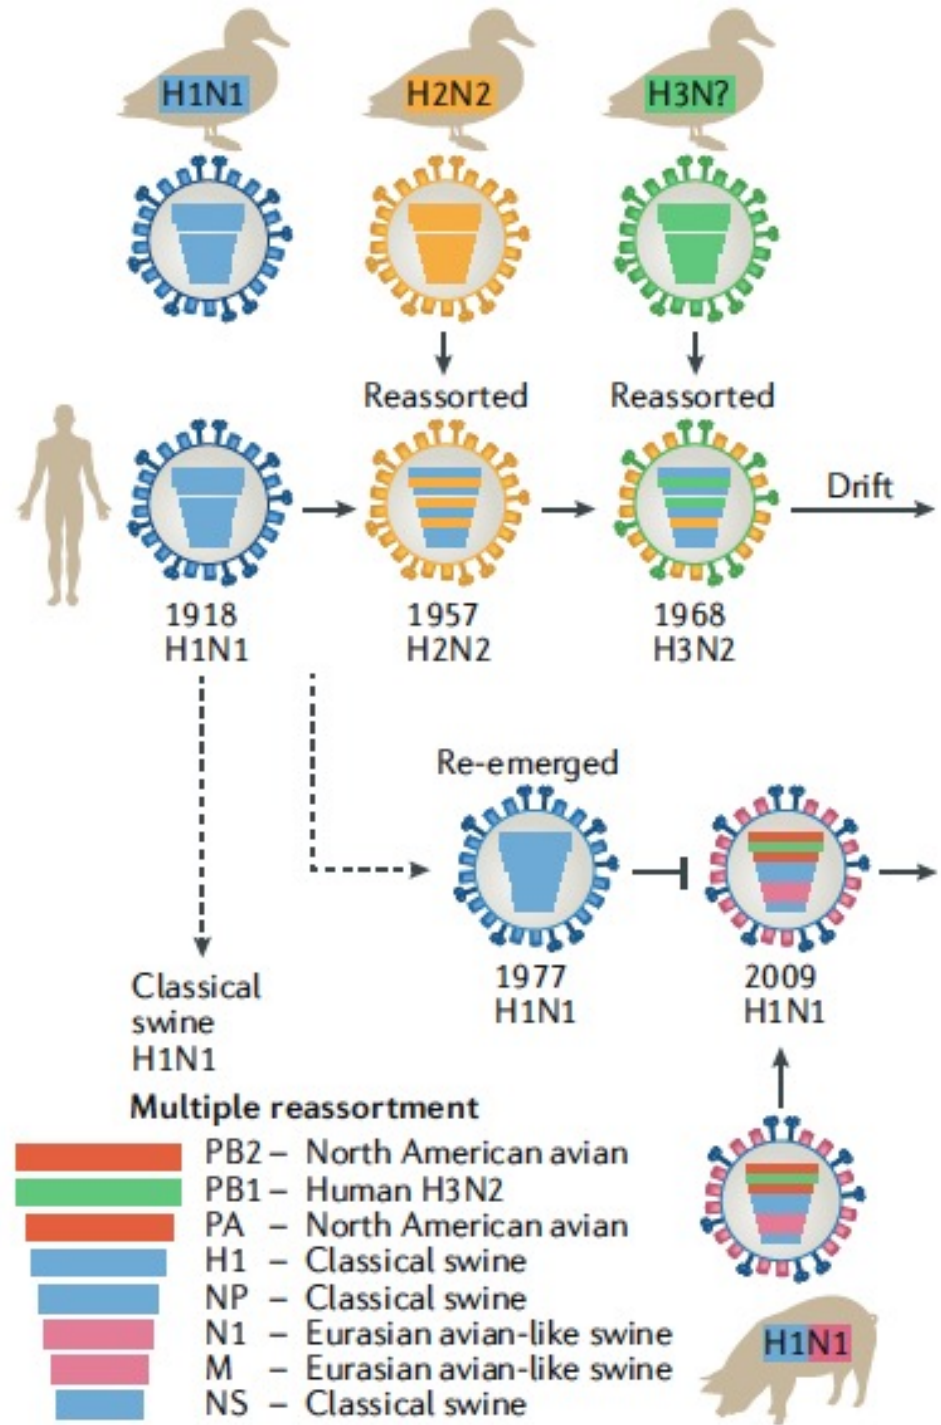 H1N1
H2N2
H3N?
Reassorted
Reassorted
Drift
1918
H1N1
1957
H2N2
1968
H3N2
Re-emerged
1977
H1N1
2009
H1N1
Classical
swine
H1N1
Multiple reassortment
PB2 – North American avian
PB1 – Human H3N2
PA – North American avian
H1 – Classical swine
NP – Classical swine
N1 – Eurasian avian-like swine
M – Eurasian avian-like swine
NS – Classical swine
H1N1